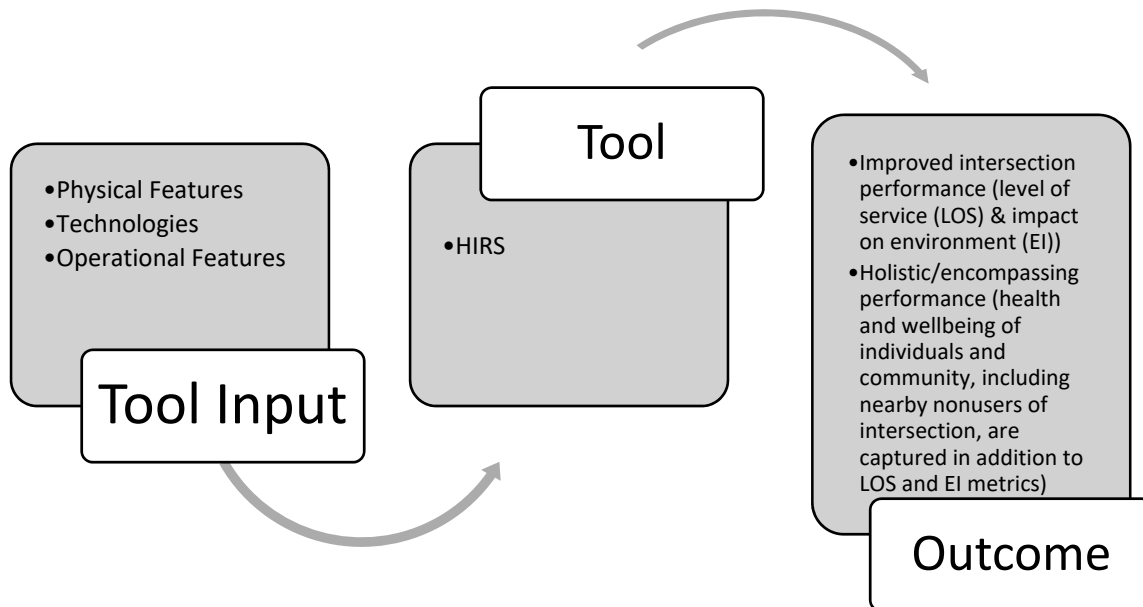 •Physical Features
•Technologies
•Operational Features
Tool Input
Tool
•HIRS
•Improved intersection
performance (level of
service (LOS) & impact
on environment (EI))
•Holistic/encompassing
performance (health
and wellbeing of
individuals and
community, including
nearby nonusers of
intersection, are
captured in addition to
LOS and EI metrics)
Outcome